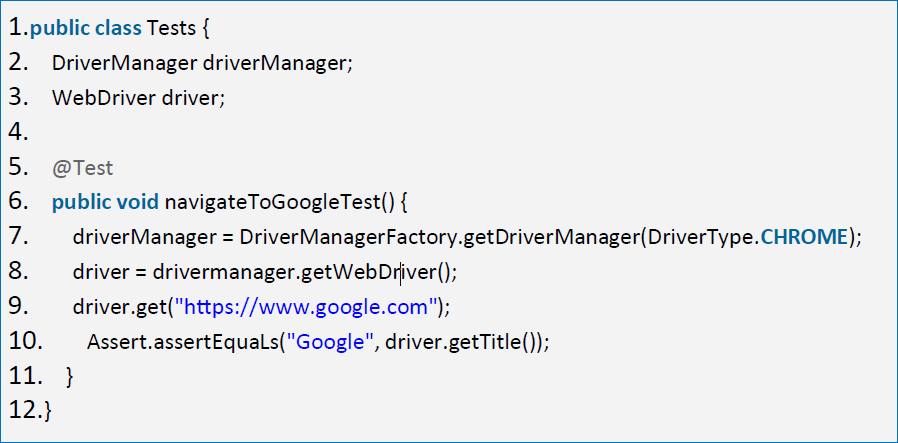 1.public class Tests {
2. DriverManager driverManager;
3. WebDriver driver;
4.
5. @Test
6. public void navigateToGoogleTest() {
7. driverManager = DriverManagerFactory.getDriverManager(DriverType.CHROME);
8. driver = drivermanager.getWebDriver();
9. driver.get("https://www.google.com");
10. Assert.assertEquaLs("Google", driver.getTitle());
11. }
12.}